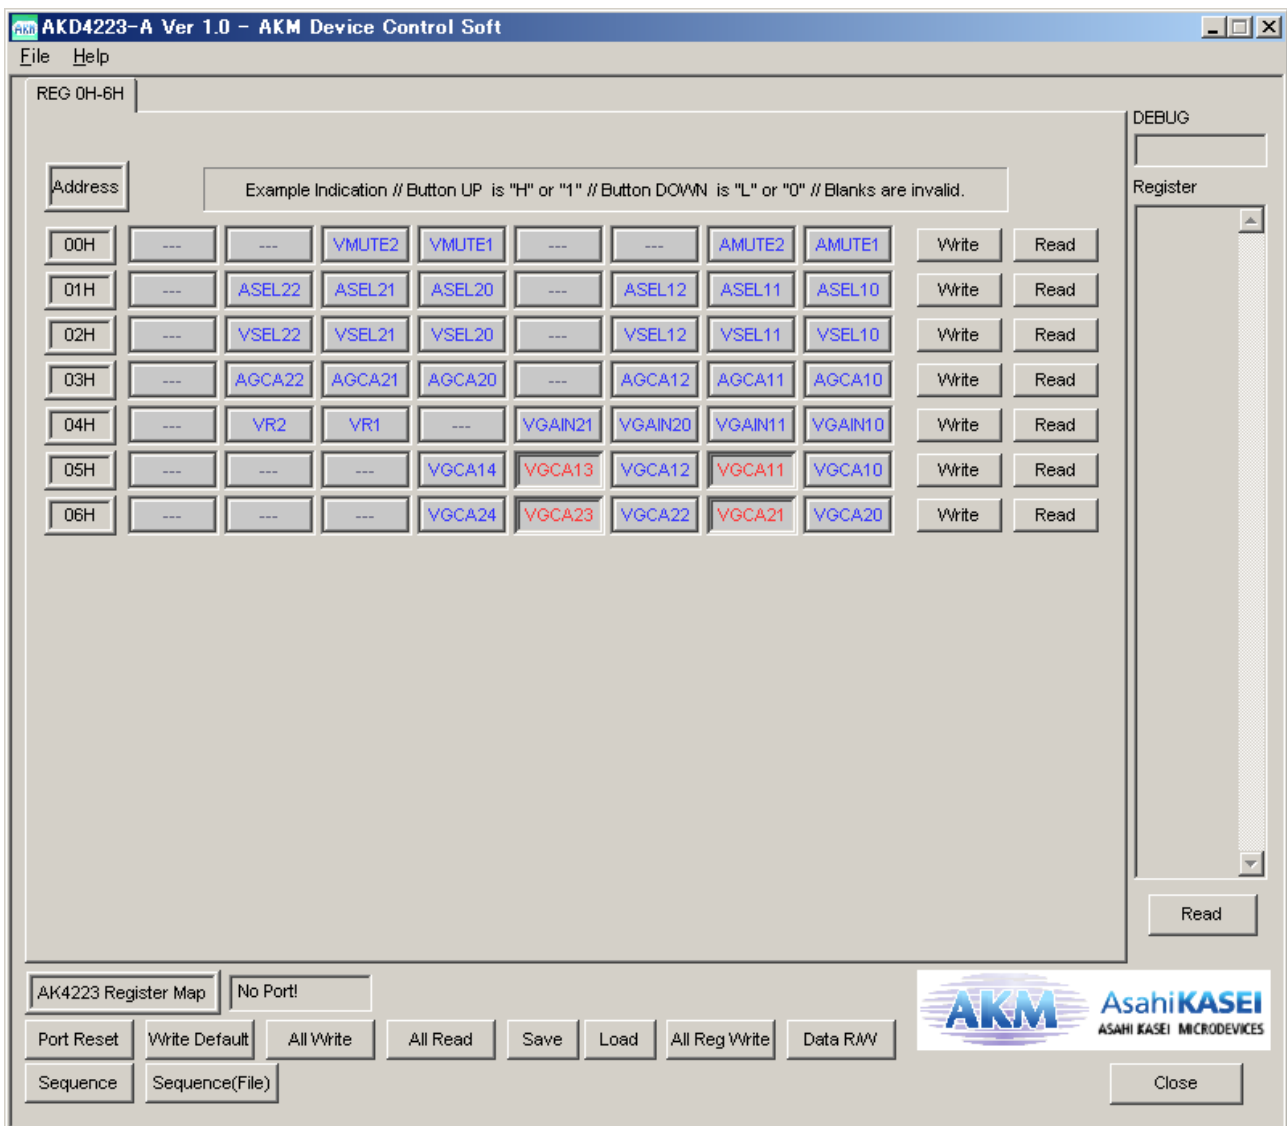 AKM AKD4223-A Ver 1.0 - AKM Device Control Soft
File Help
REG 0H-6H
DEBUG
Address
Example Indication // Button UP is "H" or "1" // Button DOWN is "L" or "0" // Blanks are invalid.
Register
00H --- --- VMUTE2 VMUTE1 --- --- AMUTE2 AMUTE1 Write Read
01H --- ASEL22 ASEL21 ASEL20 --- ASEL12 ASEL11 ASEL10 Write Read
02H --- VSEL22 VSEL21 VSEL20 --- VSEL12 VSEL11 VSEL10 Write Read
03H --- AGCA22 AGCA21 AGCA20 --- AGCA12 AGCA11 AGCA10 Write Read
04H --- VR2 VR1 --- VGAIN21 VGAIN20 VGAIN11 VGAIN10 Write Read
05H --- --- --- VGCA14 VGCA13 VGCA12 VGCA11 VGCA10 Write Read
06H --- --- --- VGCA24 VGCA23 VGCA22 VGCA21 VGCA20 Write Read
Read
AK4223 Register Map No Port!
AKM AsahiKASEI
ASAHI KASEI MICRODEVICES
Port Reset Write Default All Write All Read Save Load All Reg Write Data R/W
Sequence Sequence(File) Close